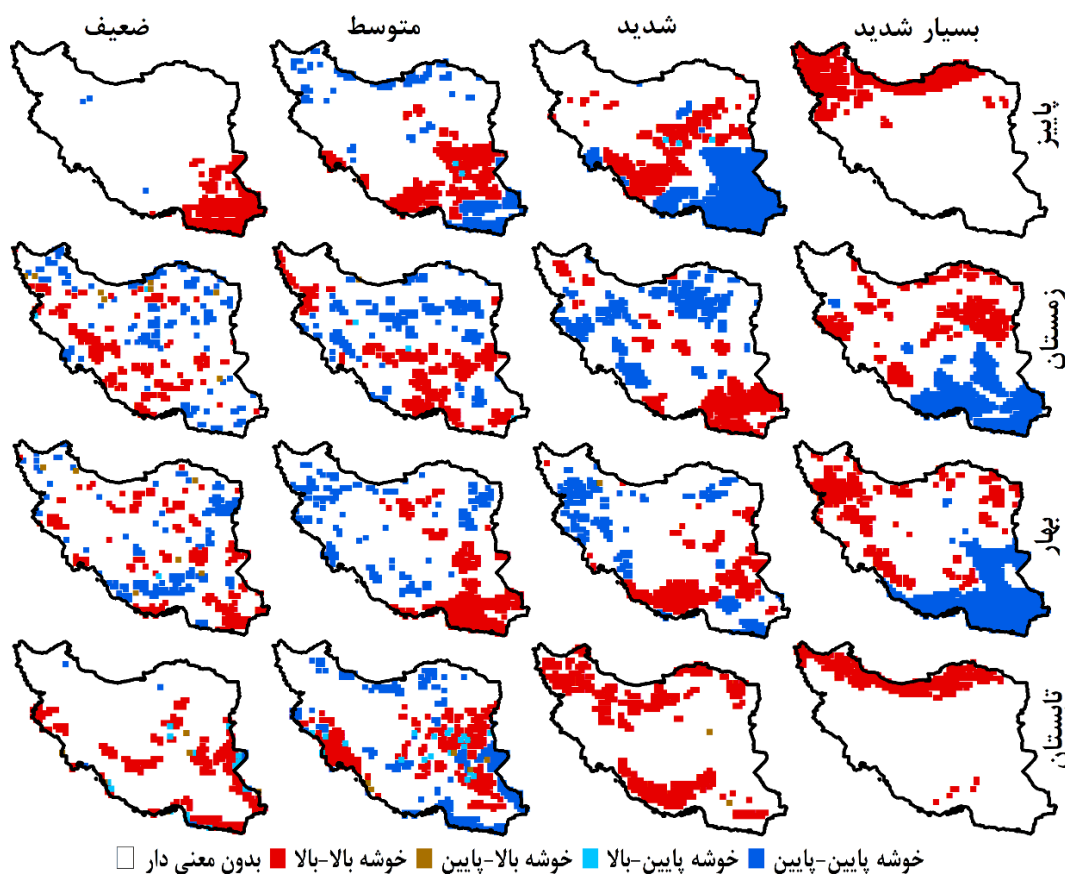 بسیار شدید
شدید
متوسط
ضعیف
پاییز
زمستان
بهار
تابستان
خوشه پایین-پایین
خوشه پایین-بالا
خوشه بالا-پایین
خوشه بالا-بالا
بدون معنی دار